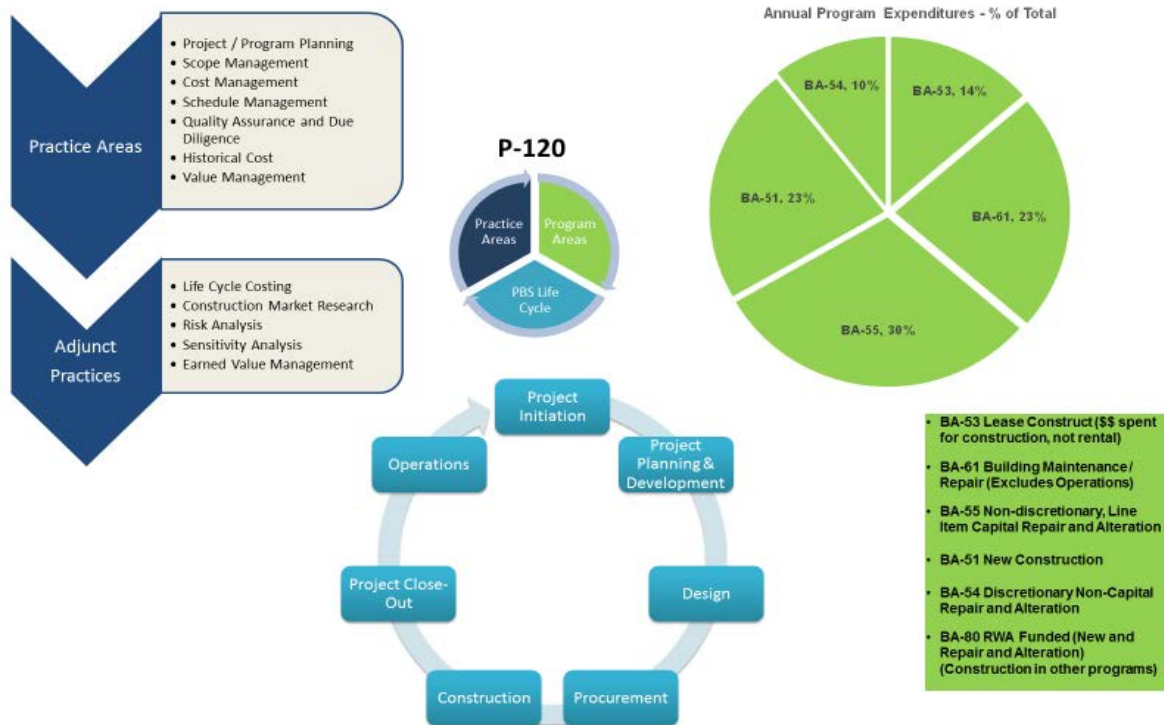 Practice Areas
• Project / Program Planning
• Scope Management
• Cost Management
• Schedule Management
• Quality Assurance and Due
Diligence
• Historical Cost
• Value Management
Adjunct
Practices
• Life Cycle Costing
• Construction Market Research
• Risk Analysis
• Sensitivity Analysis
• Earned Value Management
P-120
Practice
Areas
Program
Areas
PBS Life
Cycle
Annual Program Expenditures - % of Total
BA-54, 10%
BA-53, 14%
BA-51, 23%
BA-61, 23%
BA-55, 30%
Project
Initiation
Project
Planning &
Development
Design
Procurement
Construction
Project Close-
Out
Operations
• BA-53 Lease Construct ($$ spent
for construction, not rental)
• BA-61 Building Maintenance/
Repair (Excludes Operations)
• BA-55 Non-discretionary, Line
Item Capital Repair and Alteration
• BA-51 New Construction
• BA-54 Discretionary Non-Capital
Repair and Alteration
• BA-80 RWA Funded (New and
Repair and Alteration)
(Construction in other programs)